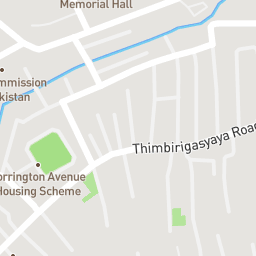 Memorial Hall
mmission
kistan
Thimbirigasyaya Road
orrington Avenue
Housing Scheme